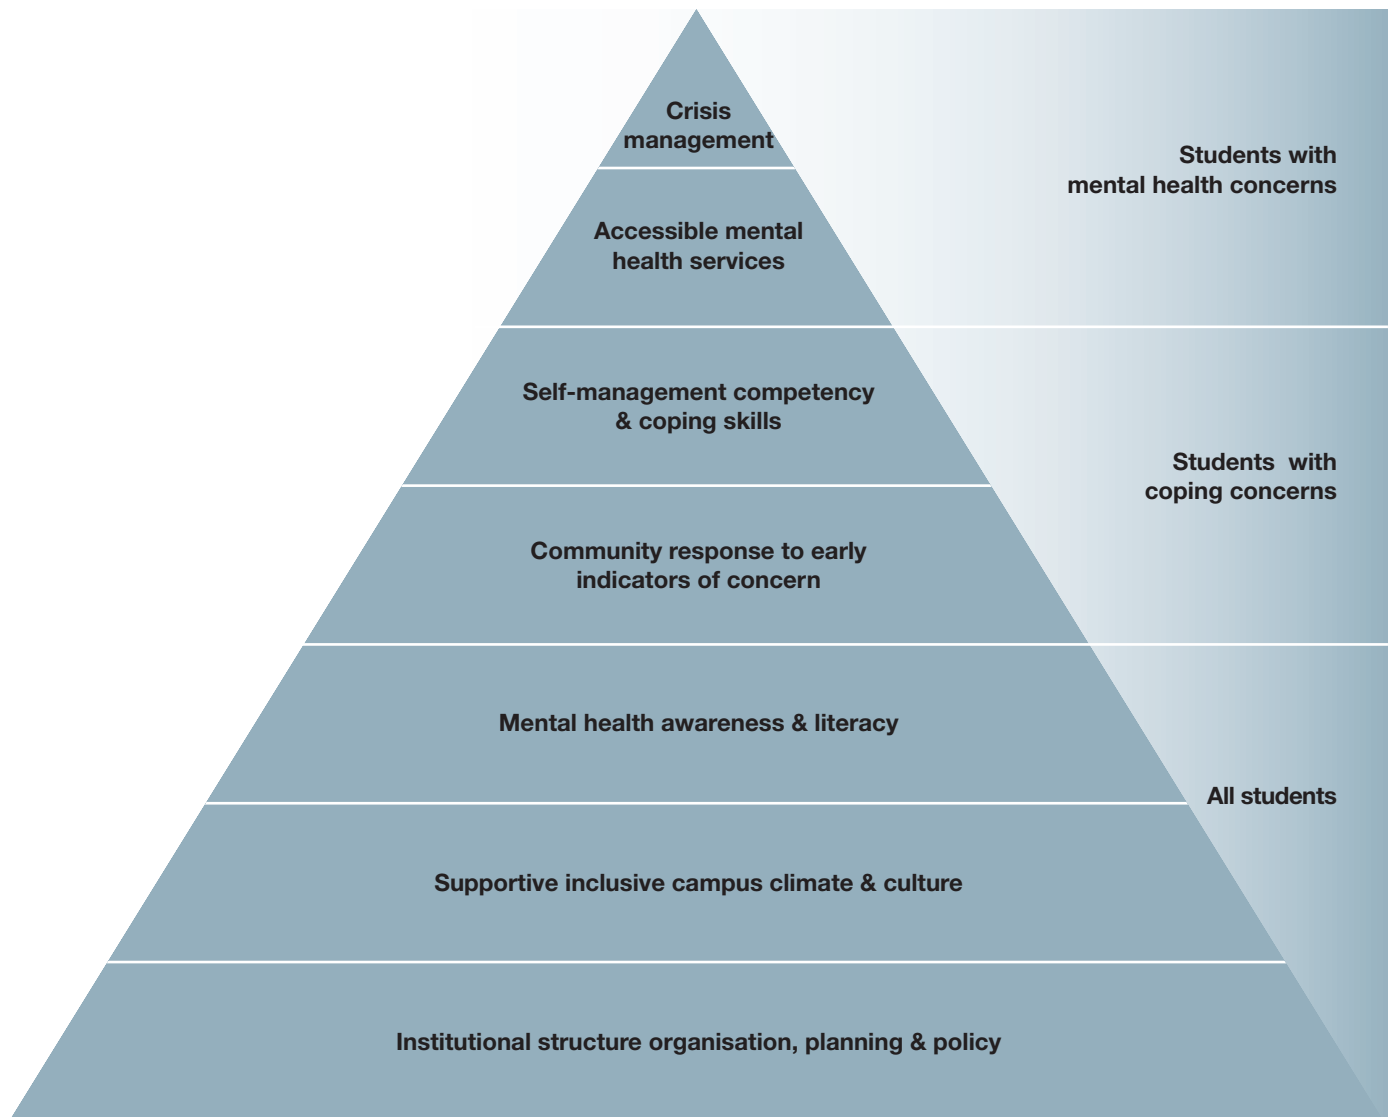 Crisis
management
Students with
mental health concerns
Accessible mental
health services
Self-management competency
& coping skills
Students with
coping concerns
Community response to early
indicators of concern
Mental health awareness & literacy
All students
Supportive inclusive campus climate & culture
Institutional structure organisation, planning & policy